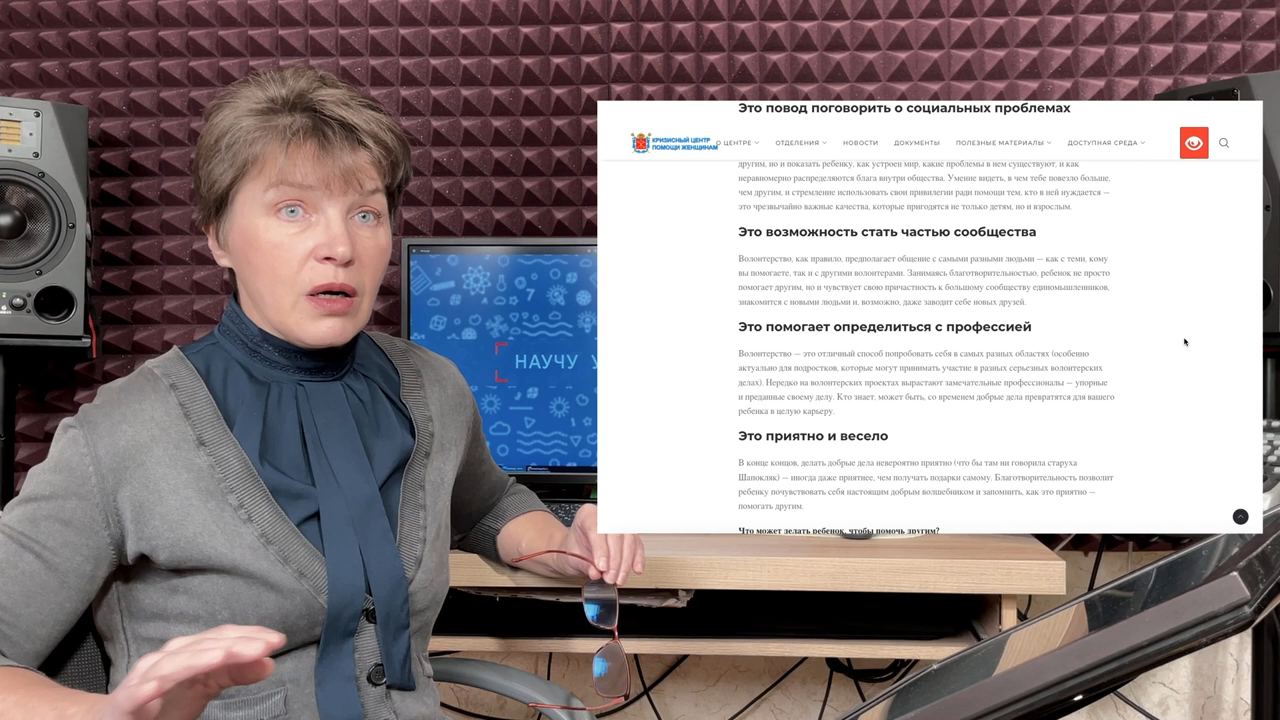 Это повод поговорить о социальных проблемах
КРИЗИСНЫЙ ЦЕНТР
ПОМОЩИ ЖЕНЩИНАМ
О ЦЕНТРЕ
ОТДЕЛЕНИЯ
НОВОСТИ
ДОКУМЕНТЫ
ПОЛЕЗНЫЕ МАТЕРИАЛЫ
ДОСТУПНАЯ СРЕДА
другим, но и показать ребенку, как устроен мир, какие проблемы в нем существуют, и как
неравномерно распределяются блага внутри общества. Умение видеть, в чем тебе повезло больше,
чем другим, и стремление использовать свои привилегии ради помощи тем, кто в ней нуждается —
это чрезвычайно важные качества, которые пригодятся не только детям, но и взрослым.
Это возможность стать частью сообщества
Волонтерство, как правило, предполагает общение с самыми разными людьми — как с теми, кому
вы помогаете, так и с другими волонтерами. Занимаясь благотворительностью, ребенок не просто
помогает другим, но и чувствует свою причастность к большому сообществу единомышленников,
знакомится с новыми людьми и, возможно, даже заводит себе новых друзей.
Это помогает определиться с профессией
Волонтерство — это отличный способ попробовать себя в самых разных областях (особенно
актуально для подростков, которые могут принимать участие в разных серьезных волонтерских
делах). Нередко на волонтерских проектах вырастают замечательные профессионалы — упорные
и преданные своему делу. Кто знает, может быть, со временем добрые дела превратятся для вашего
ребенка в целую карьеру.
Это приятно и весело
В конце концов, делать добрые дела невероятно приятно (что бы там ни говорила старуха
Шапокляк) — иногда даже приятнее, чем получать подарки самому. Благотворительность позволит
ребенку почувствовать себя настоящим добрым волшебником и запомнить, как это приятно —
помогать другим.
Что может делать ребенок, чтобы помочь другим?
НАУЧУ